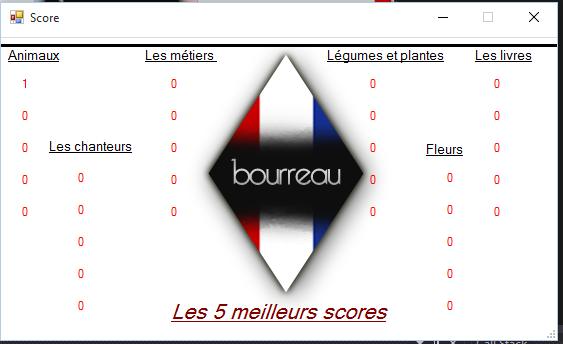 Score
Animaux Les métiers Légumes et plantes Les livres
1 0 0 0
0 0 0 0
Les chanteurs bourreau Fleurs
0 0 0
0 0 0 0 0 0
0 0 0 0 0 0
0 0
0 0
0 0
Les 5 meilleurs scores